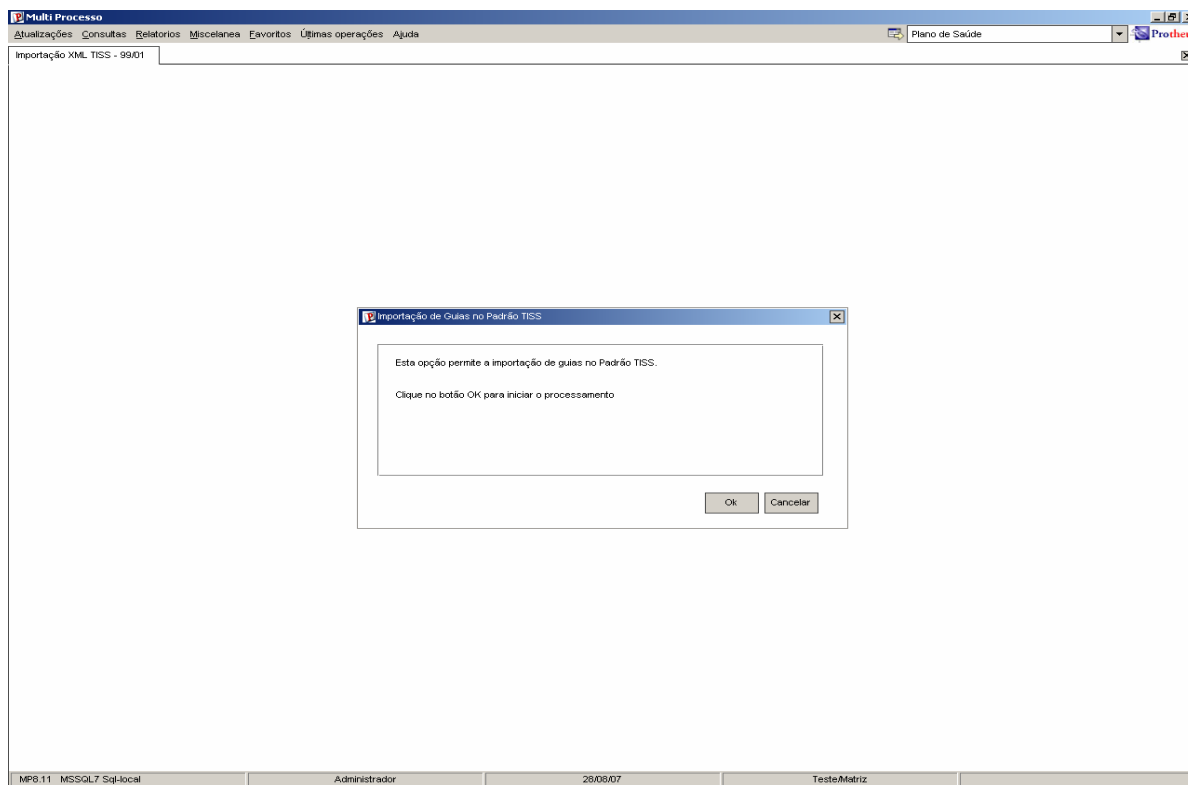 Multi Processo
Atualizações Consultas Relatorios Miscelanea Favoritos Últimas operações Ajuda Plano de Saúde
Importação XML TISS - 99/01
Importação de Guias no Padrão TISS
Esta opção permite a importação de guias no Padrão TISS.
Clique no botão OK para iniciar o processamento
Ok Cancelar
MP8.11 MSSQL7 Sql-local Administrador 28/08/07 Teste/Matriz